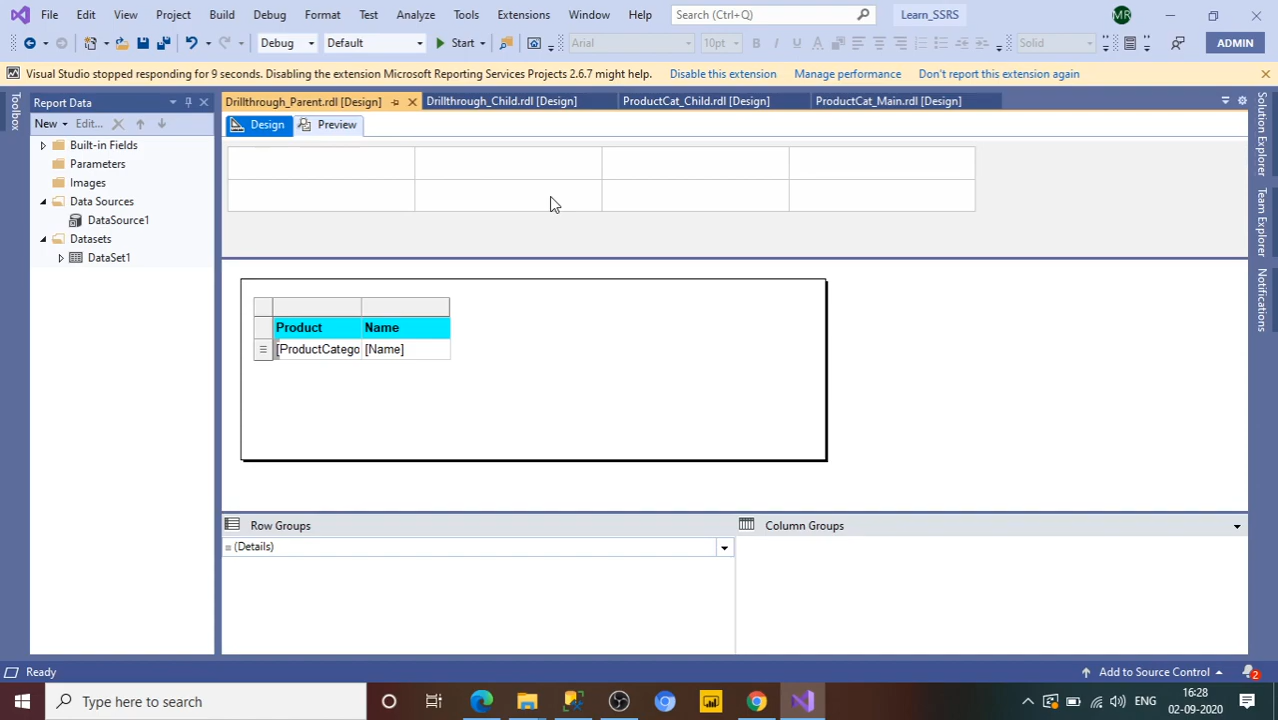 File Edit View Project Build Debug Format Test Analyze Tools Extensions Window Help Search (Ctrl+Q) Learn_SSRS MR
Debug Default Start Arial 10pt B I U A Solid ADMIN
Visual Studio stopped responding for 9 seconds. Disabling the extension Microsoft Reporting Services Projects 2.6.7 might help. Disable this extension Manage performance Don't report this extension again
Toolbox
Report Data
Drillthrough_Parent.rdl [Design] Drillthrough_Child.rdl [Design] ProductCat_Child.rdl [Design] ProductCat_Main.rdl [Design]
New Edit...
Design Preview
Built-in Fields
Parameters
Images
Data Sources
DataSource1
Datasets
DataSet1
Product Name
[ProductCatego [Name]
Row Groups
(Details)
Column Groups
Solution Explorer
Team Explorer
Notifications
Ready
Add to Source Control
2
Type here to search
ENG
16:28
02-09-2020